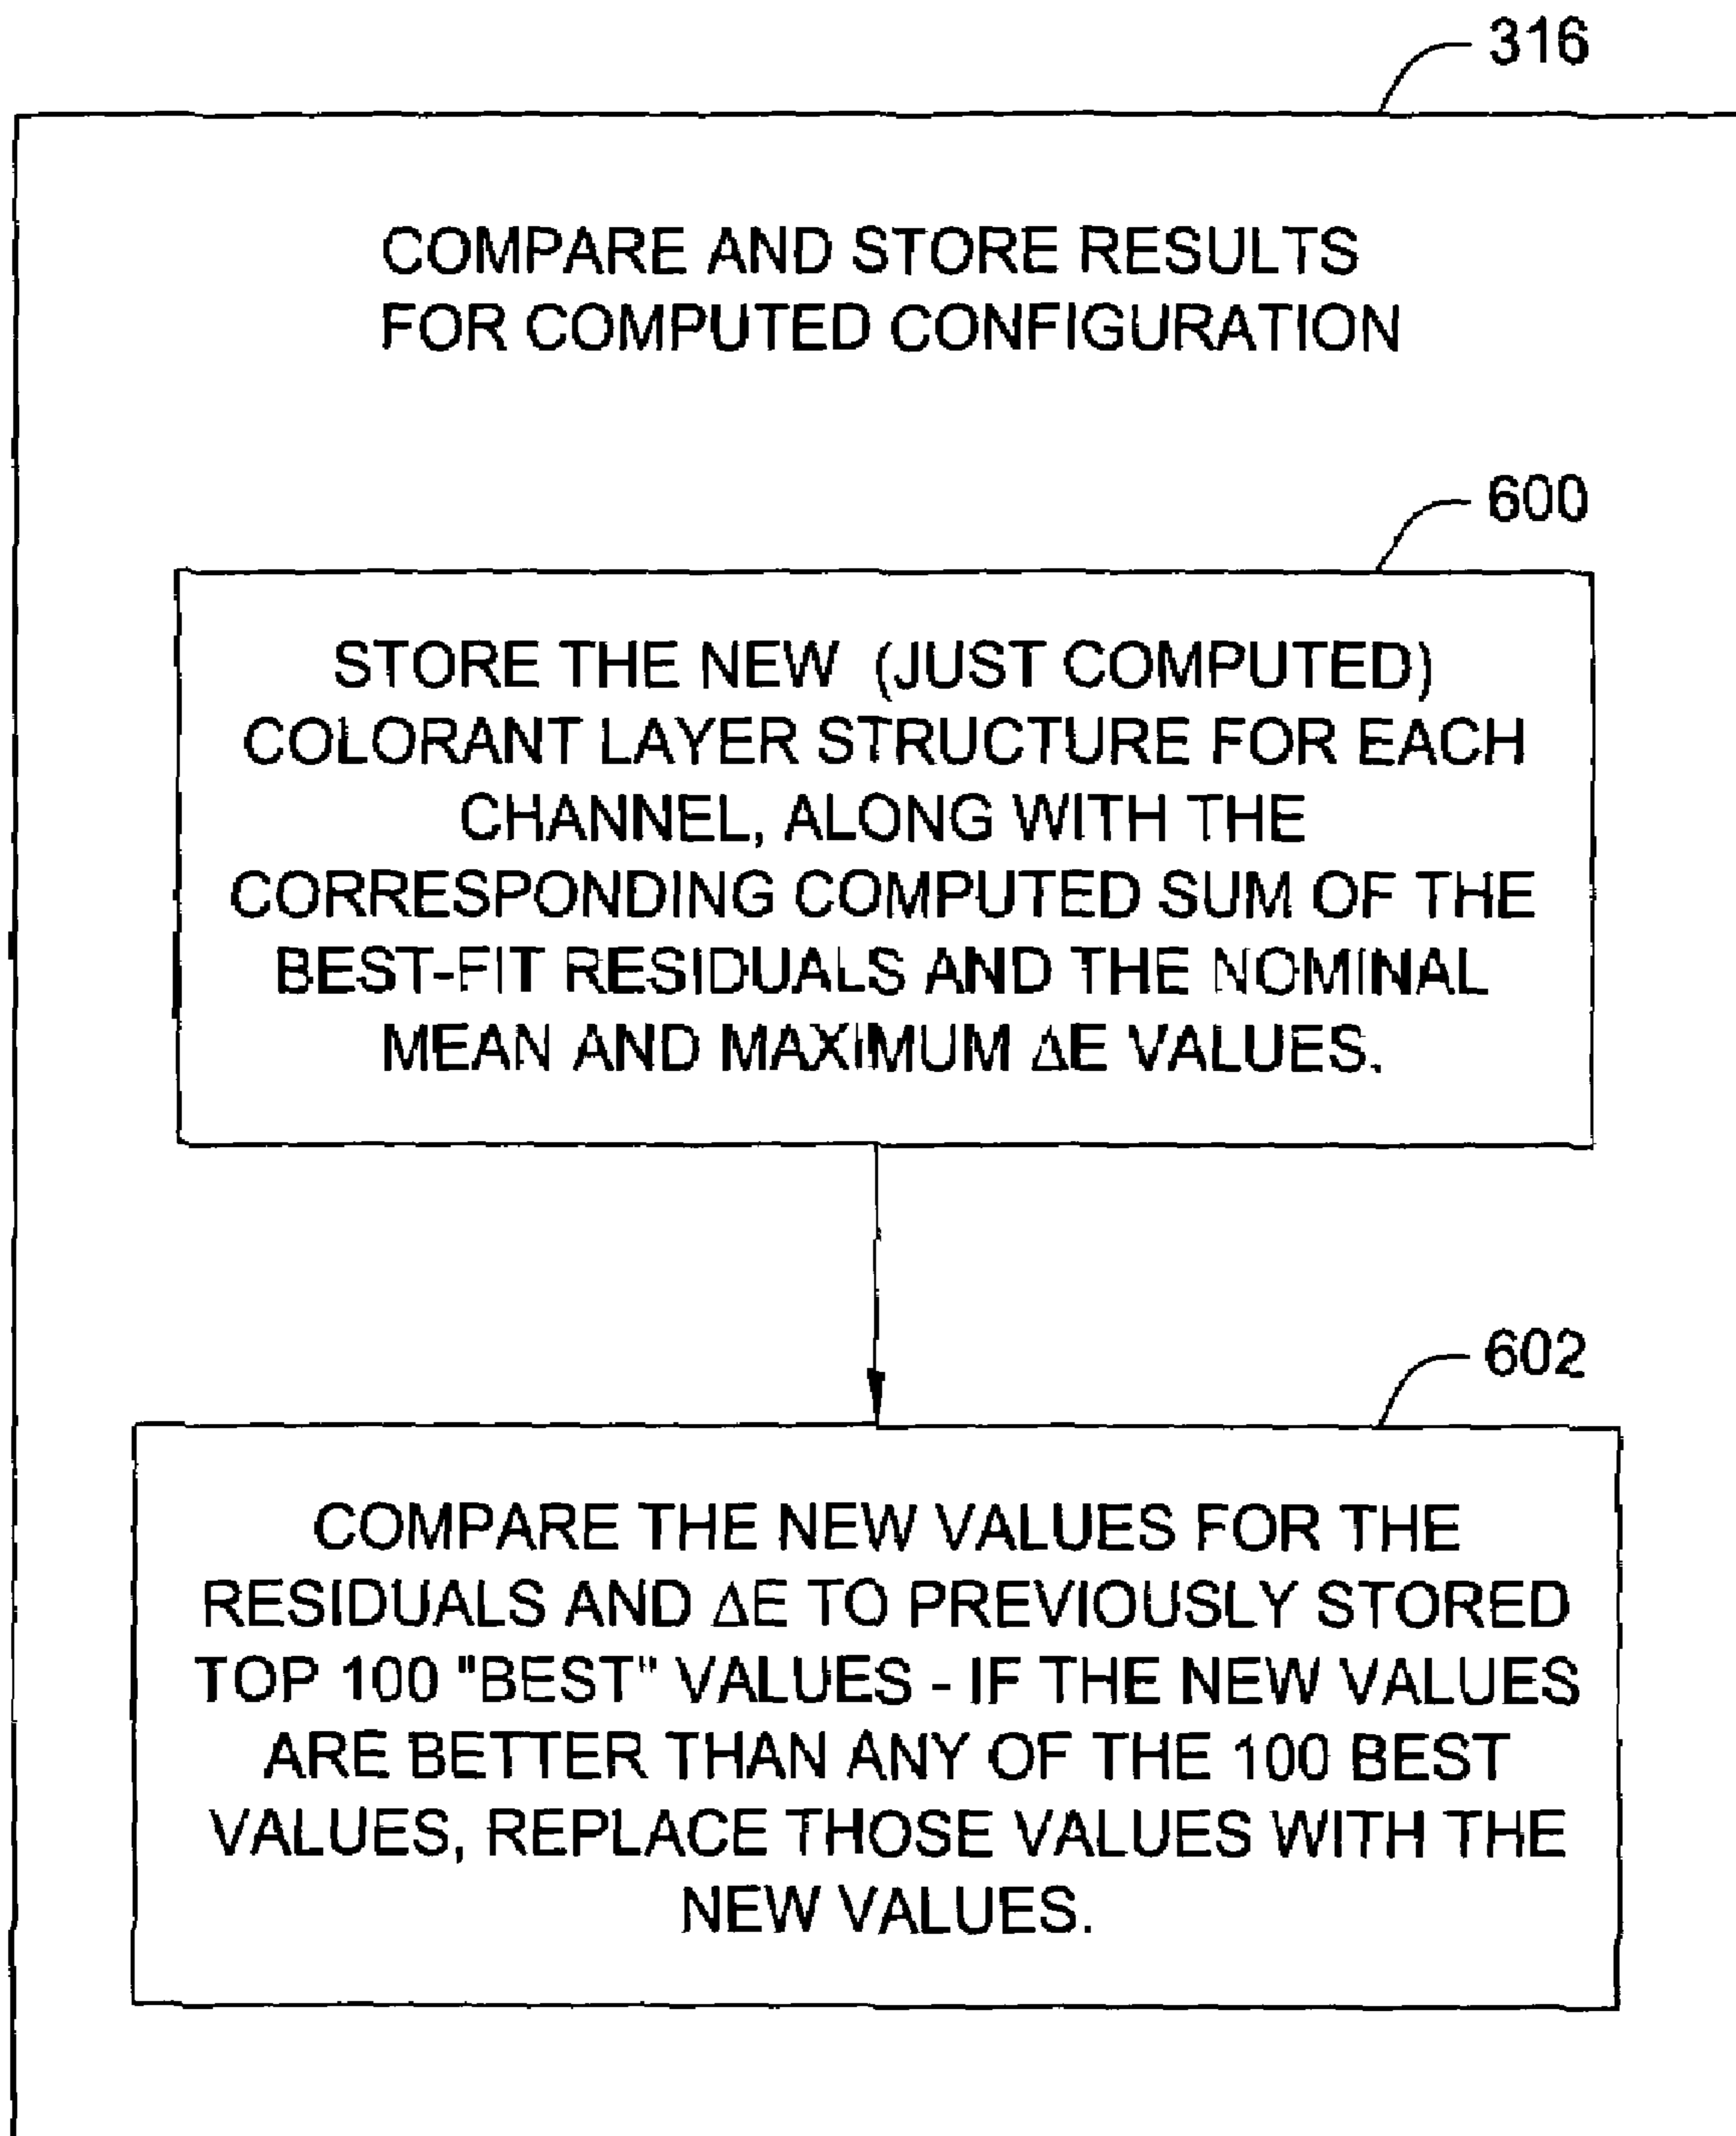 316
COMPARE AND STORE RESULTS
FOR COMPUTED CONFIGURATION
600
STORE THE NEW (JUST COMPUTED)
COLORANT LAYER STRUCTURE FOR EACH
CHANNEL, ALONG WITH THE
CORRESPONDING COMPUTED SUM OF THE
BEST-FIT RESIDUALS AND THE NOMINAL
MEAN AND MAXIMUM ΔE VALUES.
602
COMPARE THE NEW VALUES FOR THE
RESIDUALS AND ΔE TO PREVIOUSLY STORED
TOP 100 "BEST" VALUES - IF THE NEW VALUES
ARE BETTER THAN ANY OF THE 100 BEST
VALUES, REPLACE THOSE VALUES WITH THE
NEW VALUES.